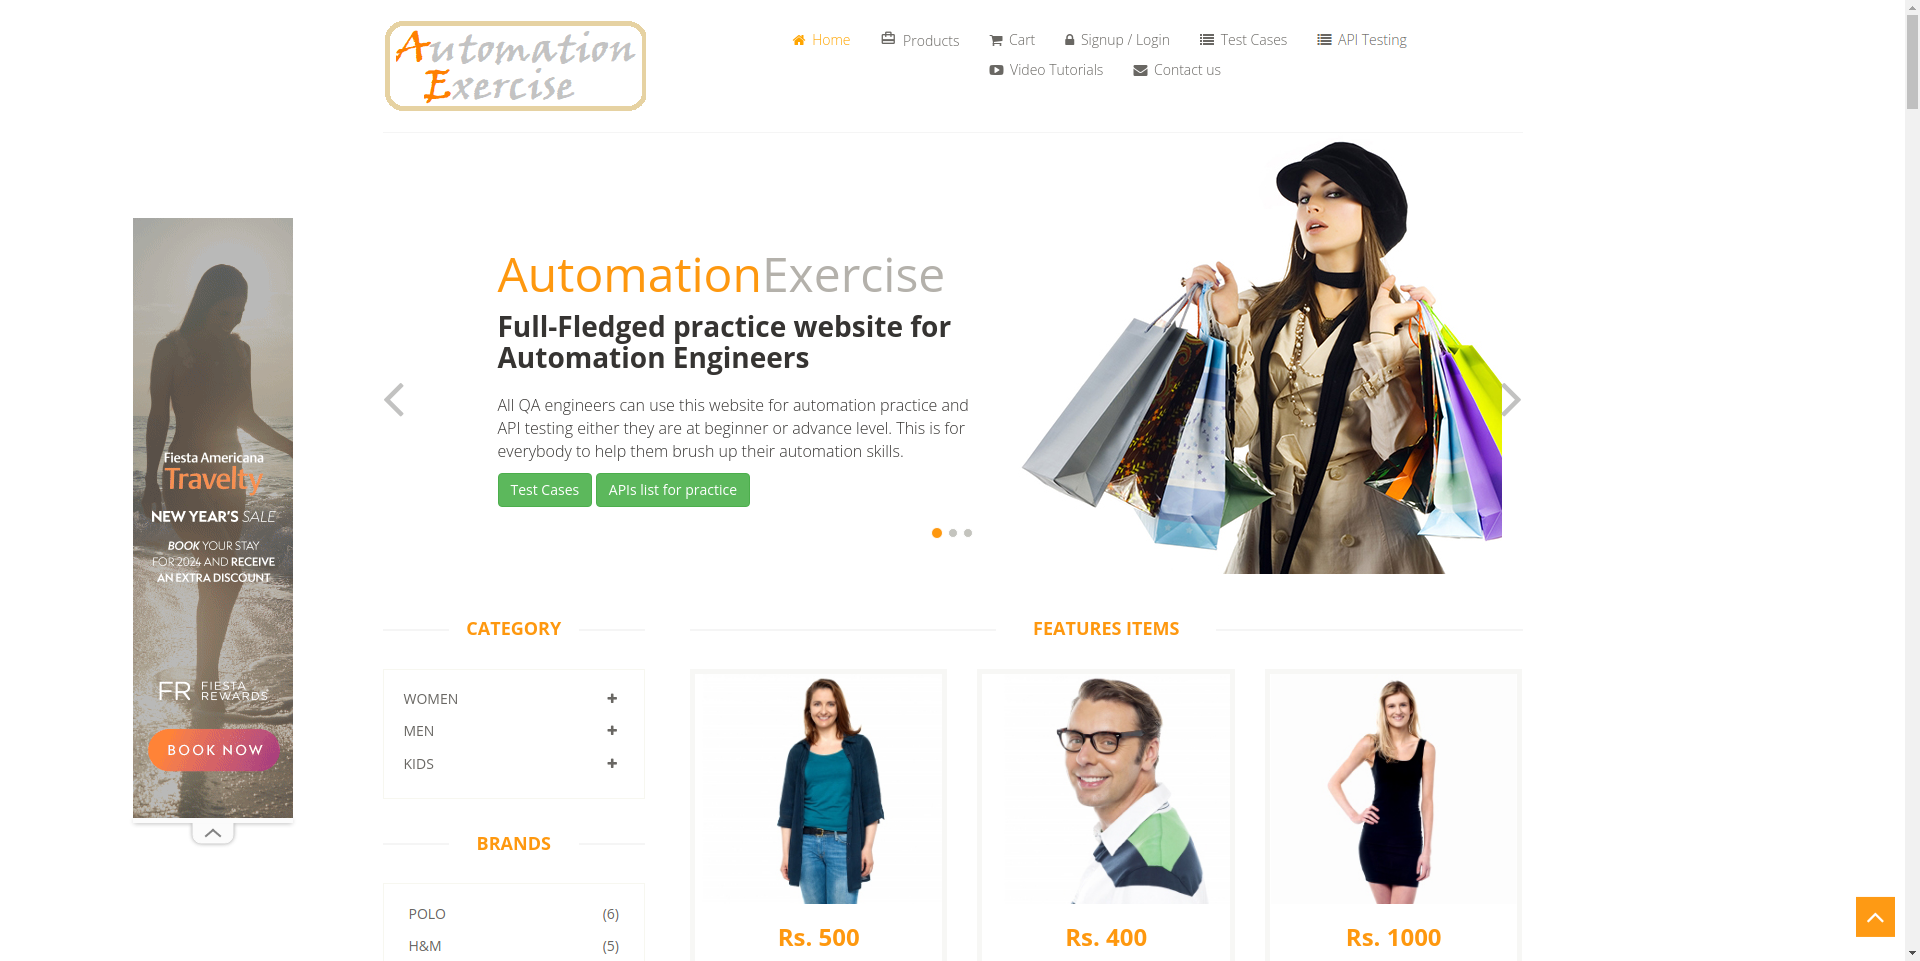 Automation
Exercise
Home
Products
Cart
Signup / Login
Test Cases
API Testing
Video Tutorials
Contact us
AutomationExercise
Full-Fledged practice website for
Automation Engineers
All QA engineers can use this website for automation practice and
API testing either they are at beginner or advance level. This is for
everybody to help them brush up their automation skills.
Test Cases
APIs list for practice
Fiesta Americana
Travelty
NEW YEAR'S SALE
BOOK YOUR STAY
FOR 2024 AND RECEIVE
AN EXTRA DISCOUNT
FR FIESTA
REWARDS
BOOK NOW
CATEGORY
WOMEN
MEN
KIDS
BRANDS
POLO (6)
H&M (5)
FEATURES ITEMS
Rs. 500
Rs. 400
Rs. 1000